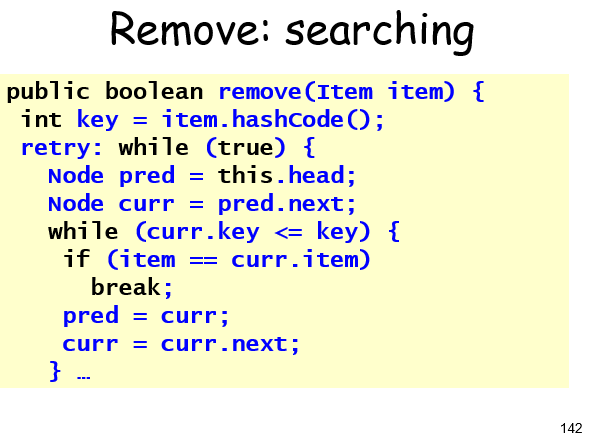 Remove: searching
public boolean remove(Item item) {
int key = item.hashCode();
retry: while (true) {
Node pred = this.head;
Node curr = pred.next;
while (curr.key <= key) {
if (item == curr.item)
break;
pred = curr;
curr = curr.next;
} …
142